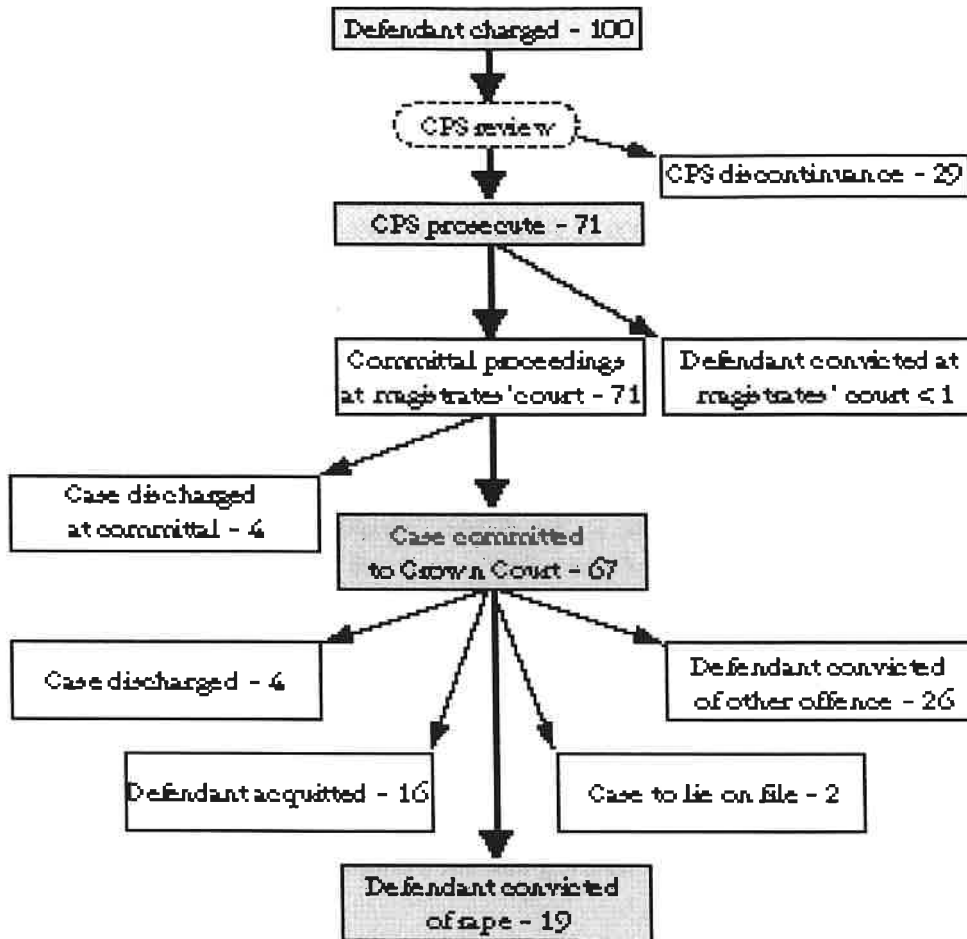 Defendant charged - 100
CPS review
CPS discontinuance - 29
CPS prosecute - 71
Committal proceedings
at magistrates' court - 71
Defendant convicted at
magistrates' court < 1
Case discharged
at committal - 4
Case committed
to Crown Court - 67
Case discharged - 4
Defendant convicted
of other offence - 26
Defendant acquitted - 16
Case to lie on file - 2
Defendant convicted
of rape - 19